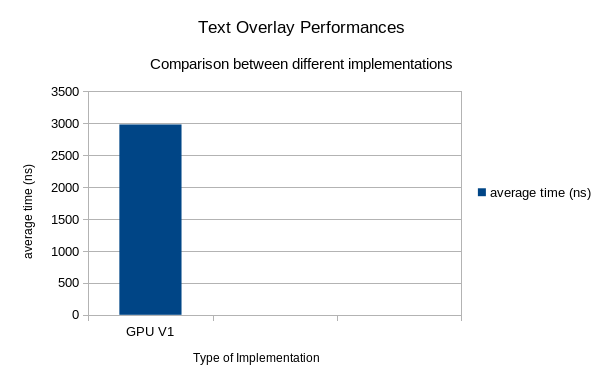 Text Overlay Performances
Comparison between different implementations
3500
3000
2500
2000
1500
1000
500
0
average time (ns)
GPU V1
Type of Implementation
average time (ns)